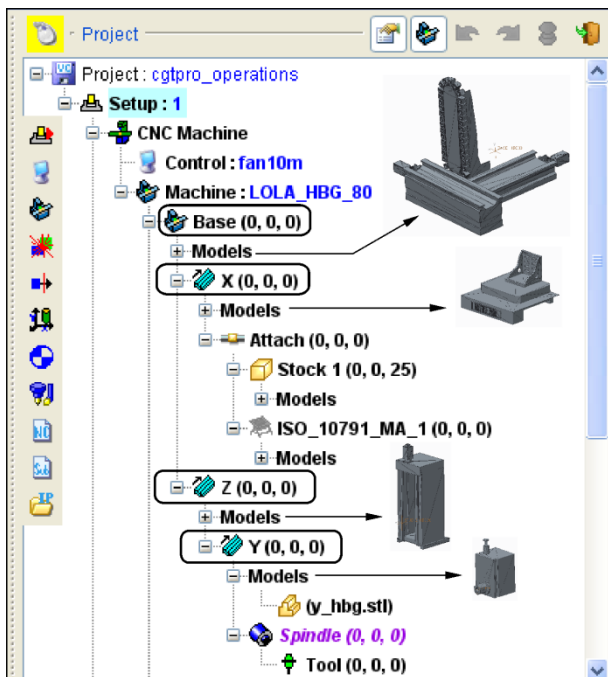 Project
Project : cgtpro_operations
Setup : 1
CNC Machine
Control : fan10m
Machine : LOLA_HBG_80
Base (0, 0, 0)
Models
X (0, 0, 0)
Models
Attach (0, 0, 0)
Stock 1 (0, 0, 25)
Models
ISO_10791_MA_1 (0, 0, 0)
Models
Z (0, 0, 0)
Models
Y (0, 0, 0)
Models
(y_hbg.stl)
Spindle (0, 0, 0)
Tool (0, 0, 0)